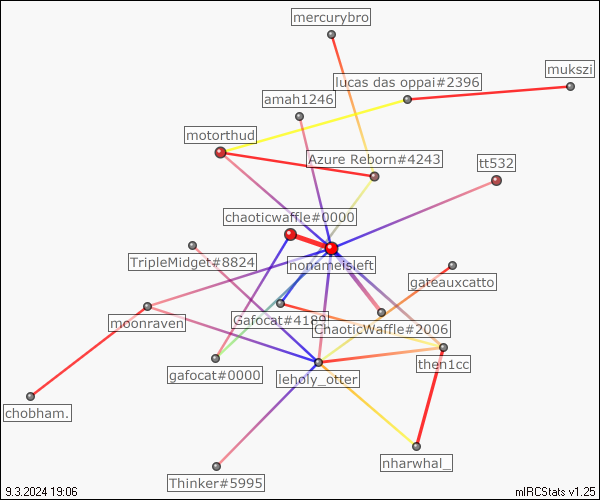 mercurybro
mukszi
lucas das oppai#2396
amah1246
motorthud
Azure Reborn#4243
tt532
chaoticwaffle#0000
TripleMidget#8824
nonameisleft
gateauxcatto
moonraven
Gafocat#4180
ChaoticWaffle#2006
then1cc
gafocat#0000
leholy_otter
chobham.
nharwhal_
Thinker#5995
9.3.2024 19:06
mIRCStats v1.25